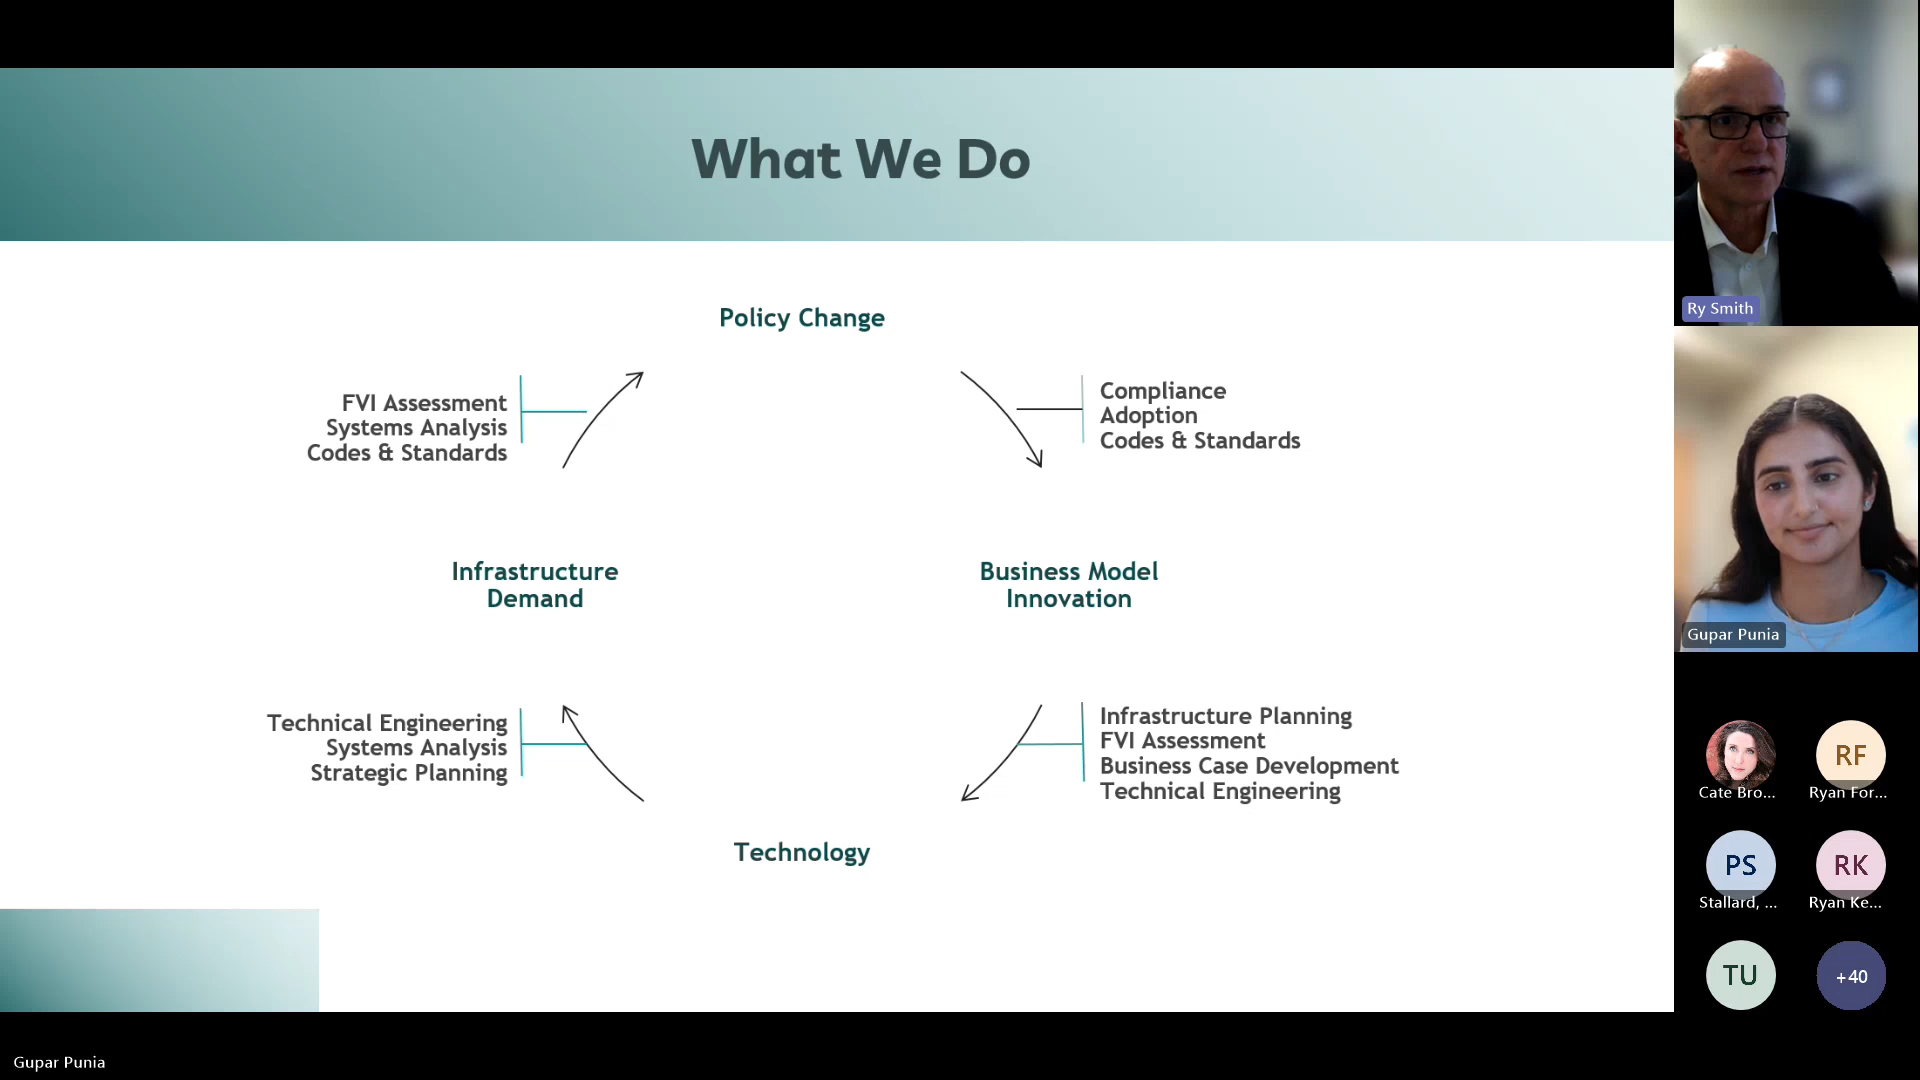 What We Do
Policy Change
FVI Assessment
Systems Analysis
Codes & Standards
Compliance
Adoption
Codes & Standards
Infrastructure
Demand
Business Model
Innovation
Technical Engineering
Systems Analysis
Strategic Planning
Infrastructure Planning
FVI Assessment
Business Case Development
Technical Engineering
Technology
Ry Smith
Gupar Punia
Cate Bro...
RF
Ryan For...
PS
Stallard, ...
RK
Ryan Ke...
TU
+40
Gupar Punia